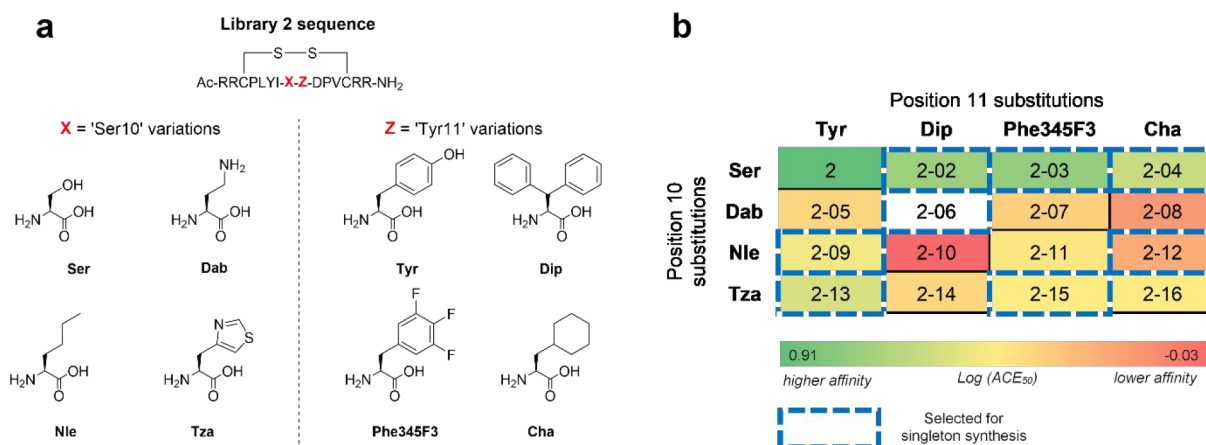 a
Library 2 sequence
S S
Ac-RRCPLYI-X-Z-DPVCRR-NH2
X = 'Ser10' variations
Z = 'Tyr11' variations
OH
H2N
OH
O
Ser
NH2
H2N
OH
O
Dab
OH
H2N
OH
O
Tyr
H2N
OH
O
Dip
H2N
OH
O
Nle
N
S
H2N
OH
O
Tza
F
F
F
H2N
OH
O
Phe345F3
H2N
OH
O
Cha
b
Position 11 substitutions
Tyr Dip Phe345F3 Cha
Position 10
substitutions
Ser 2 2-02 2-03 2-04
Dab 2-05 2-06 2-07 2-08
Nle 2-09 2-10 2-11 2-12
Tza 2-13 2-14 2-15 2-16
0.91 -0.03
higher affinity Log (ACE50) lower affinity
Selected for
singleton synthesis